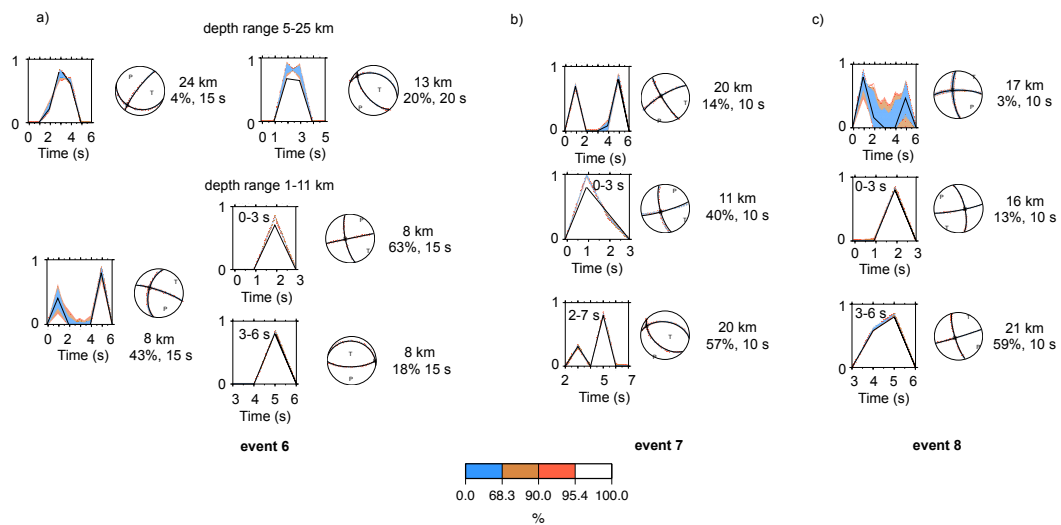 a)
depth range 5-25 km
1
0
0 2 4 6
Time (s)
P
T
24 km
4%, 15 s
1
0
0 1 3 5
Time (s)
P
T
13 km
20%, 20 s
depth range 1-11 km
1
0
0-3 s
0 1 2 3
Time (s)
P
T
8 km
63%, 15 s
1
0
0 2 4 6
Time (s)
T
P
8 km
43%, 15 s
1
0
3-6 s
3 4 5 6
Time (s)
T
P
8 km
18% 15 s
event 6
b)
1
0
0 2 4 6
Time (s)
T
P
20 km
14%, 10 s
1
0
0-3 s
0 1 2 3
Time (s)
T
P
11 km
40%, 10 s
1
0
2-7 s
2 3 5 7
Time (s)
P
T
20 km
57%, 10 s
event 7
c)
1
0
0 2 4 6
Time (s)
P
T
17 km
3%, 10 s
1
0
0-3 s
0 1 2 3
Time (s)
T
P
16 km
13%, 10 s
1
0
3-6 s
3 4 5 6
Time (s)
P
T
21 km
59%, 10 s
event 8
0.0 68.3 90.0 95.4 100.0
%